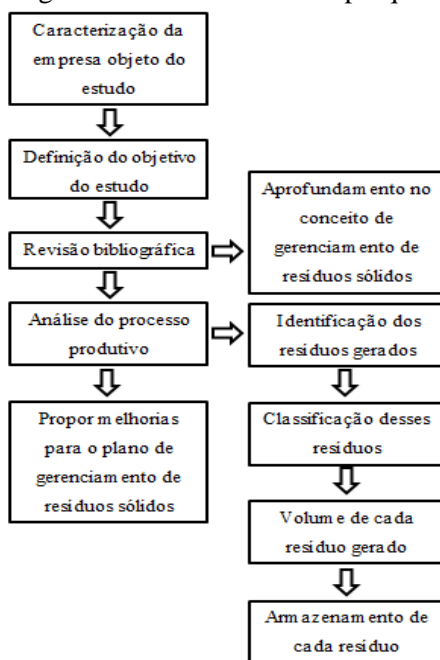 Caracterização da
empresa objeto do
estudo
Definição do objetivo
do estudo
Revisão bibliográfica
Aprofundamento no
conceito de
gerenciamento de
resíduos sólidos
Análise do processo
produtivo
Identificação dos
resíduos gerados
Propor melhorias
para o plano de
gerenciamento de
resíduos sólidos
Classificação desses
resíduos
Volume de cada
resíduo gerado
Armazenamento de
cada resíduo